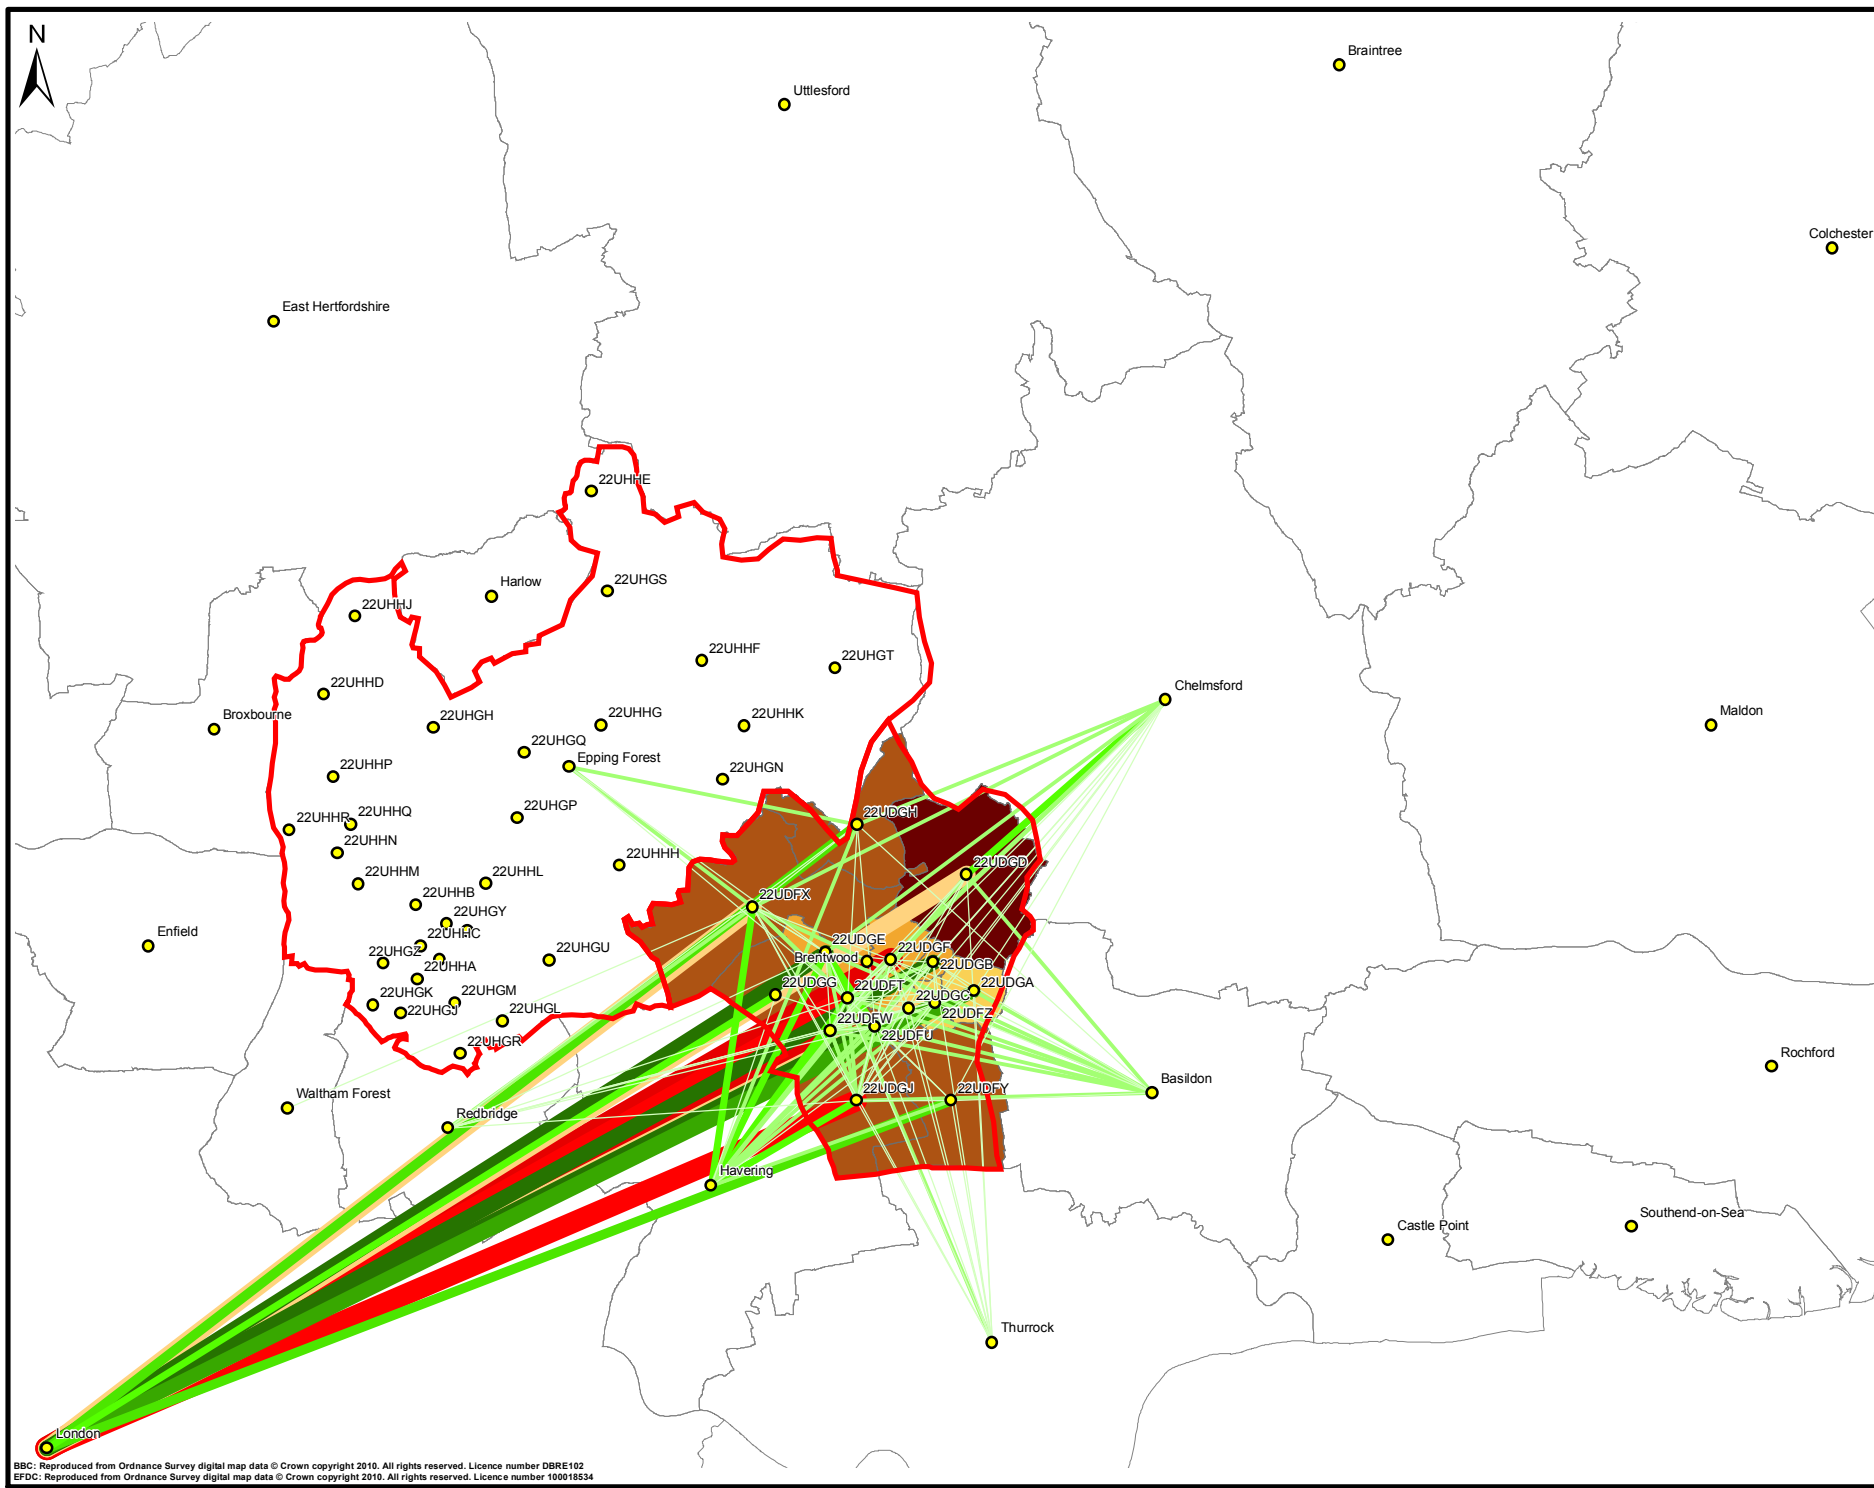 N
Braintree
Uttlesford
Colchester
East Hertfordshire
22UHHE
Harlow
22UHGS
22UHHJ
22UHHF
22UHGT
22UHHD
Chelmsford
Broxbourne
22UHGH
22UHHG
22UHHK
Maldon
22UHGQ
Epping Forest
22UHHP
22UHGN
22UHGP
22UDGH
22UHHR
22UHHQ
22UHHN
22UHHH
22UDGD
22UHHM
22UHHL
22UHHB
22UDFX
22UHGY
22UHHC
Enfield
22UHGZ
22UHGU
22UDGE
22UDGF
Brentwood
22UDGB
22UHHA
22UDGG
22UDFT
22UDGA
22UHGK
22UHGM
22UDGC
22UHGJ
22UHGL
22UDFW
22UDFZ
22UDFU
22UHGR
Rochford
Waltham Forest
Redbridge
22UDGJ
22UDFY
Basildon
Havering
Castle Point
Southend-on-Sea
Thurrock
London
BBC: Reproduced from Ordnance Survey digital map data © Crown copyright 2010. All rights reserved. Licence number DBRE102
EFDC: Reproduced from Ordnance Survey digital map data © Crown copyright 2010. All rights reserved. Licence number 100018534